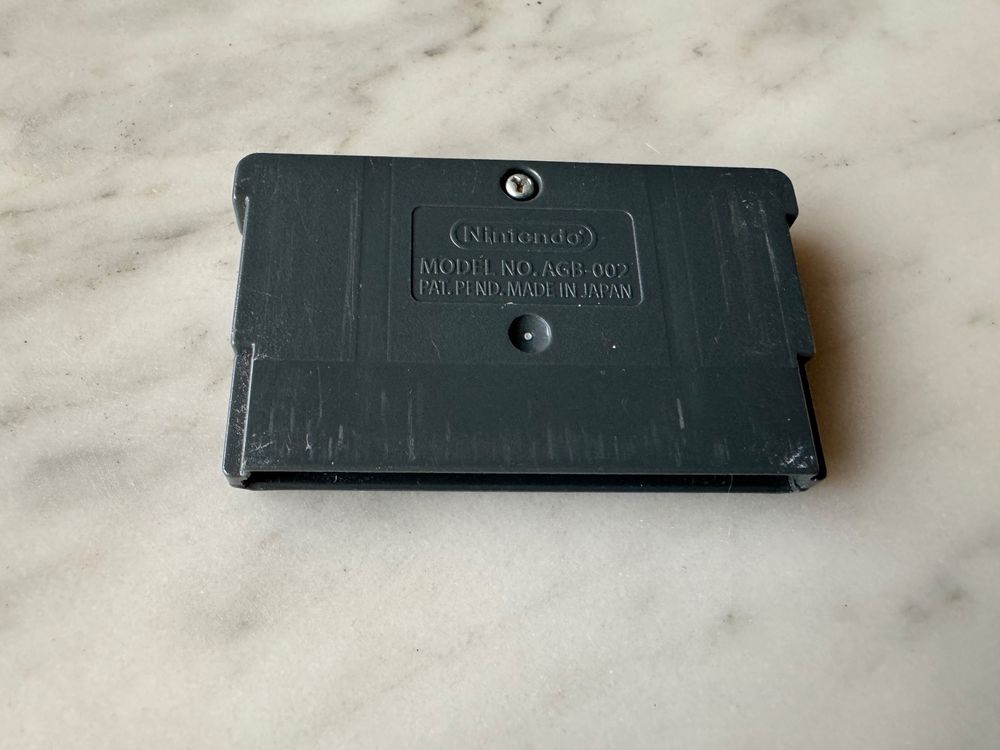 Nintendo®
MODEL NO. AGB-002
PAT. PEND. MADE IN JAPAN